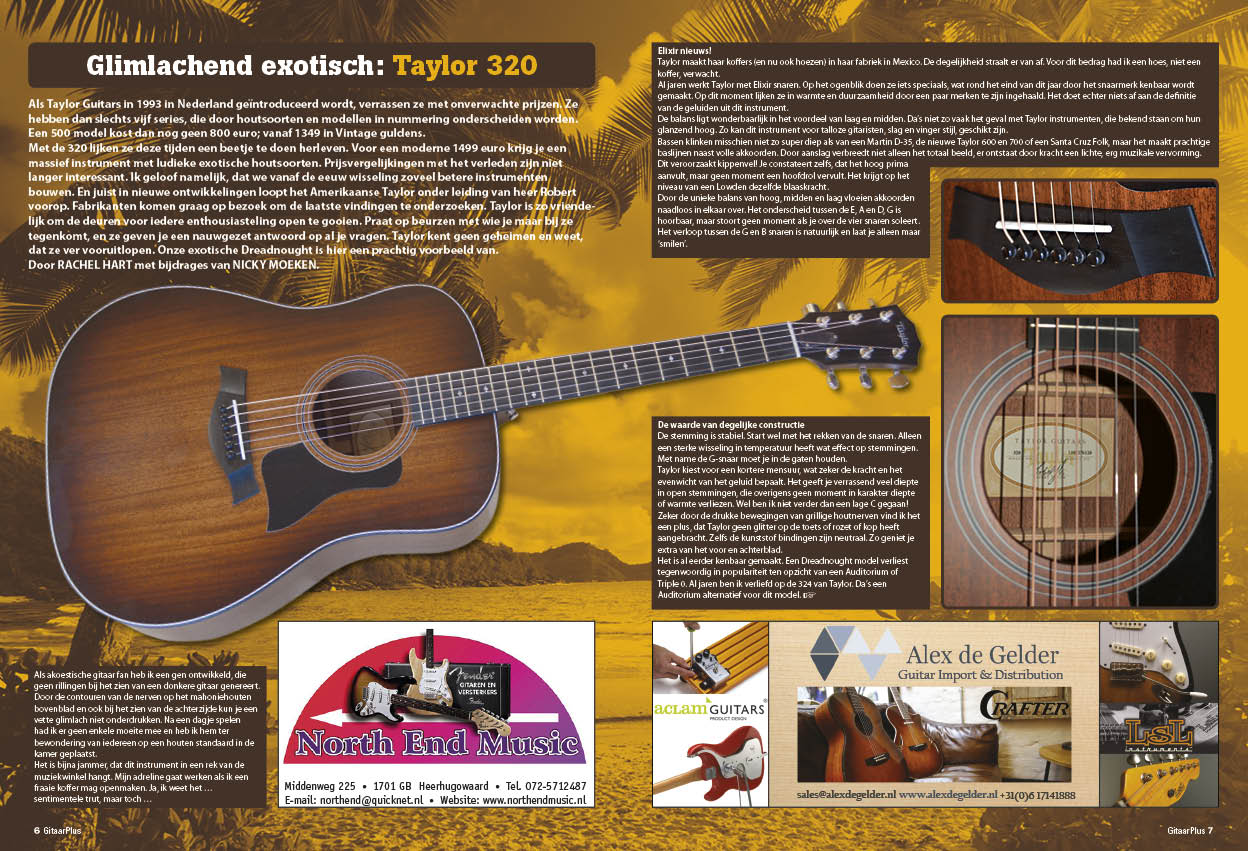 Glimlachend exotisch: Taylor 320
Als Taylor Guitars in 1993 in Nederland geïntroduceerd wordt, verrassen ze met onverwachte prijzen. Ze
hebben dan slechts vijf series, die door houtsoorten en modellen in nummering onderscheiden worden.
Een 500 model kost dan nog geen 800 euro; vanaf 1349 in Vintage guldens.
Met de 320 lijken ze deze tijden een beetje te doen herleven. Voor een moderne 1499 euro krijg je een
massief instrument met ludieke exotische houtsoorten. Prijsvergelijkingen met het verleden zijn niet
langer interessant. Ik geloof namelijk, dat we vanaf de eeuw wisseling zoveel betere instrumenten
bouwen. En juist in nieuwe ontwikkelingen loopt het Amerikaanse Taylor onder leiding van heer Robert
voorop. Fabrikanten komen graag op bezoek om de laatste vindingen te onderzoeken. Taylor is zo vriende-
lijk om de deuren voor iedere enthousiasteling open te gooien. Praat op beurzen met wie je maar bij ze
tegenkomt, en ze geven je een nauwgezet antwoord op al je vragen. Taylor kent geen geheimen en weet,
dat ze ver vooruitlopen. Onze exotische Dreadnought is hier een prachtig voorbeeld van.
Door RACHEL HART met bijdrages van NICKY MOEKEN.
Taylor
Als akoestische gitaar fan heb ik een gen ontwikkeld, die
geen rillingen bij het zien van een donkere gitaar genereert.
Door de contouren van de nerven op het mahoniehouten
bovenblad en ook bij het zien van de achterzijde kun je een
vette glimlach niet onderdrukken. Na een dagje spelen
had ik er geen enkele moeite mee en heb ik hem ter
bewondering van iedereen op een houten standaard in de
kamer geplaatst.
Het is bijna jammer, dat dit instrument in een rek van de
muziekwinkel hangt. Mijn adreline gaat werken als ik een
fraaie koffer mag openmaken. Ja, ik weet het …
sentimentele trut, maar toch …
Fender
GITAREN EN
VERSTERKERS
North End Music
Middenweg 225 • 1701 GB Heerhugowaard • Tel. 072-5712487
E-mail: northend@quicknet.nl • Website: www.northendmusic.nl
6 GitaarPlus
Elixir nieuws!
Taylor maakt haar koffers (en nu ook hoezen) in haar fabriek in Mexico. De degelijkheid straalt er van af. Voor dit bedrag had ik een hoes, niet een
koffer, verwacht.
Al jaren werkt Taylor met Elixir snaren. Op het ogenblik doen ze iets speciaals, wat rond het eind van dit jaar door het snaarmerk kenbaar wordt
gemaakt. Op dit moment lijken ze in warmte en duurzaamheid door een paar merken te zijn ingehaald. Het doet echter niets af aan de definitie
van de geluiden uit dit instrument.
De balans ligt wonderbaarlijk in het voordeel van laag en midden. Da's niet zo vaak het geval met Taylor instrumenten, die bekend staan om hun
glanzend hoog. Zo kan dit instrument voor talloze gitaristen, slag en vinger stijl, geschikt zijn.
Bassen klinken misschien niet zo super diep als van een Martin D-35, de nieuwe Taylor 600 en 700 of een Santa Cruz Folk, maar het maakt prachtige
baslijnen naast volle akkoorden. Door aanslag verbreedt niet alleen het totaal beeld, er ontstaat door kracht een lichte, erg muzikale vervorming.
Dit veroorzaakt kippenvel! Je constateert zelfs, dat het hoog prima
aanvult, maar geen moment een hoofdrol vervult. Het krijgt op het
niveau van een Lowden dezelfde blaaskracht.
Door de unieke balans van hoog, midden en laag vloeien akkoorden
naadloos in elkaar over. Het onderscheid tussen de E, A en D, G is
hoorbaar, maar stoort geen moment als je over de vier snaren soleert.
Het verloop tussen de G en B snaren is natuurlijk en laat je alleen maar
'smilen'.
De waarde van degelijke constructie
De stemming is stabiel. Start wel met het rekken van de snaren. Alleen
een sterke wisseling in temperatuur heeft wat effect op stemmingen.
Met name de G-snaar moet je in de gaten houden.
Taylor kiest voor een kortere mensuur, wat zeker de kracht en het
evenwicht van het geluid bepaalt. Het geeft je verrassend veel diepte
in open stemmingen, die overigens geen moment in karakter diepte
of warmte verliezen. Wel ben ik niet verder dan een lage C gegaan!
Zeker door de drukke bewegingen van grillige houtnerven vind ik het
een plus, dat Taylor geen glitter op de toets of rozet of kop heeft
aangebracht. Zelfs de kunststof bindingen zijn neutraal. Zo geniet je
extra van het voor en achterblad.
Het is al eerder kenbaar gemaakt. Een Dreadnought model verliest
tegenwoordig in populariteit ten opzicht van een Auditorium of
Triple 0. Al jaren ben ik verliefd op de 324 van Taylor. Da's een
Auditorium alternatief voor dit model. ☞
TAYLOR GUITARS
aclam GUITARS
PRODUCT DESIGN
Alex de Gelder
Guitar Import & Distribution
CRAFTER
LsL
instruments
sales@alexdegelder.nl www.alexdegelder.nl +31(0)6 17141888
GitaarPlus 7